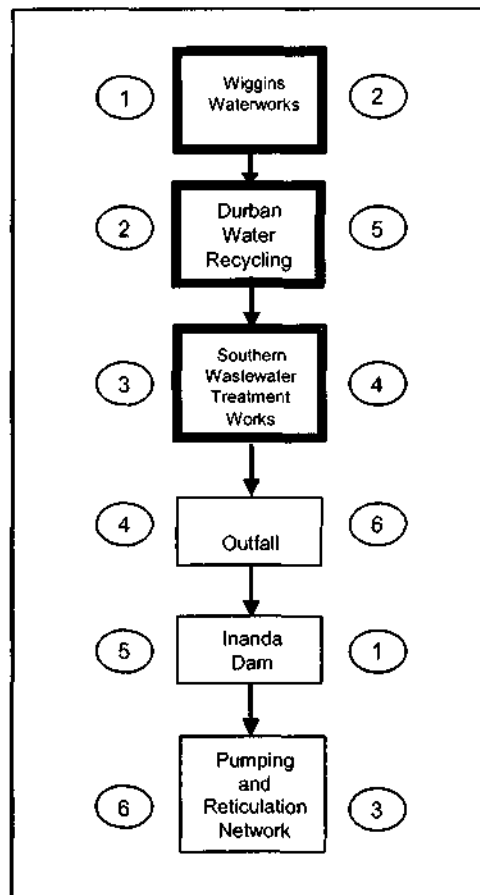 1
Wiggins
Waterworks
2
2
Durban
Water
Recycling
5
3
Southern
Wastewater
Treatment
Works
4
4
Outfall
6
5
Inanda
Dam
1
6
Pumping
and
Reticulation
Network
3